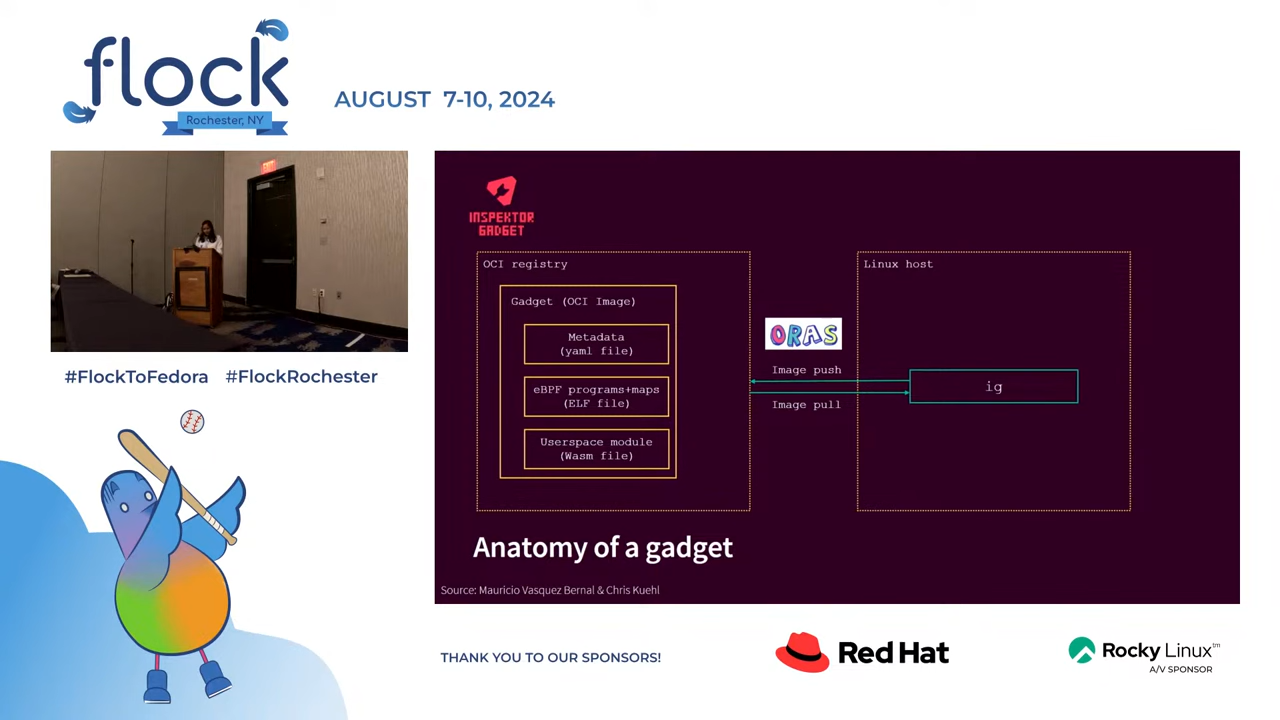 flock
Rochester, NY
AUGUST 7-10, 2024
EXIT
#FlockToFedora #FlockRochester
INSPEKTOR
GADGET
OCI registry
Gadget (OCI Image)
Metadata
(yaml file)
eBPF programs+maps
(ELF file)
Userspace module
(Wasm file)
ORAS
Image push
Image pull
Linux host
ig
Anatomy of a gadget
Source: Mauricio Vasquez Bernal & Chris Kuehl
THANK YOU TO OUR SPONSORS!
Red Hat
Rocky Linux™
A/V SPONSOR